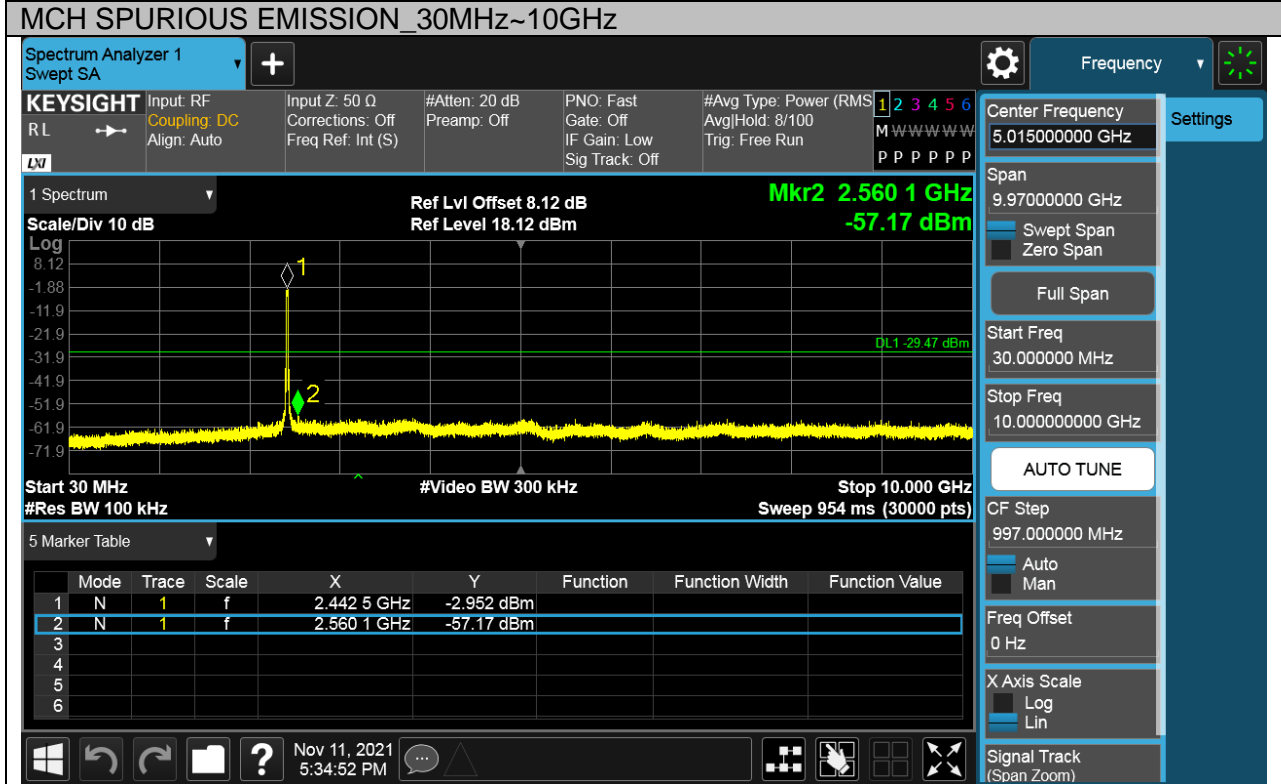 MCH SPURIOUS EMISSION_30MHz~10GHz
Spectrum Analyzer 1
Swept SA
+
Frequency
KEYSIGHT
RL
LXI
Input: RF
Coupling: DC
Align: Auto
Input Z: 50 Ω
Corrections: Off
Freq Ref: Int (S)
#Atten: 20 dB
Preamp: Off
PNO: Fast
Gate: Off
IF Gain: Low
Sig Track: Off
#Avg Type: Power (RMS
Avg|Hold: 8/100
Trig: Free Run
1 2 3 4 5 6
M W W W W W
P P P P P P
1 Spectrum
Scale/Div 10 dB
Ref Lvl Offset 8.12 dB
Ref Level 18.12 dBm
Mkr2 2.560 1 GHz
-57.17 dBm
Log
8.12
-1.88
-11.9
-21.9
-31.9
-41.9
-51.9
-61.9
-71.9
1
2
DL1 -29.47 dBm
Start 30 MHz
#Res BW 100 kHz
#Video BW 300 kHz
Stop 10.000 GHz
Sweep 954 ms (30000 pts)
5 Marker Table
Mode Trace Scale X Y Function Function Width Function Value
1 N 1 f 2.442 5 GHz -2.952 dBm
2 N 1 f 2.560 1 GHz -57.17 dBm
3
4
5
6
?
Nov 11, 2021
5:34:52 PM
Center Frequency
5.015000000 GHz
Settings
Span
9.97000000 GHz
Swept Span
Zero Span
Full Span
Start Freq
30.000000 MHz
Stop Freq
10.000000000 GHz
AUTO TUNE
CF Step
997.000000 MHz
Auto
Man
Freq Offset
0 Hz
X Axis Scale
Log
Lin
Signal Track
(Span Zoom)